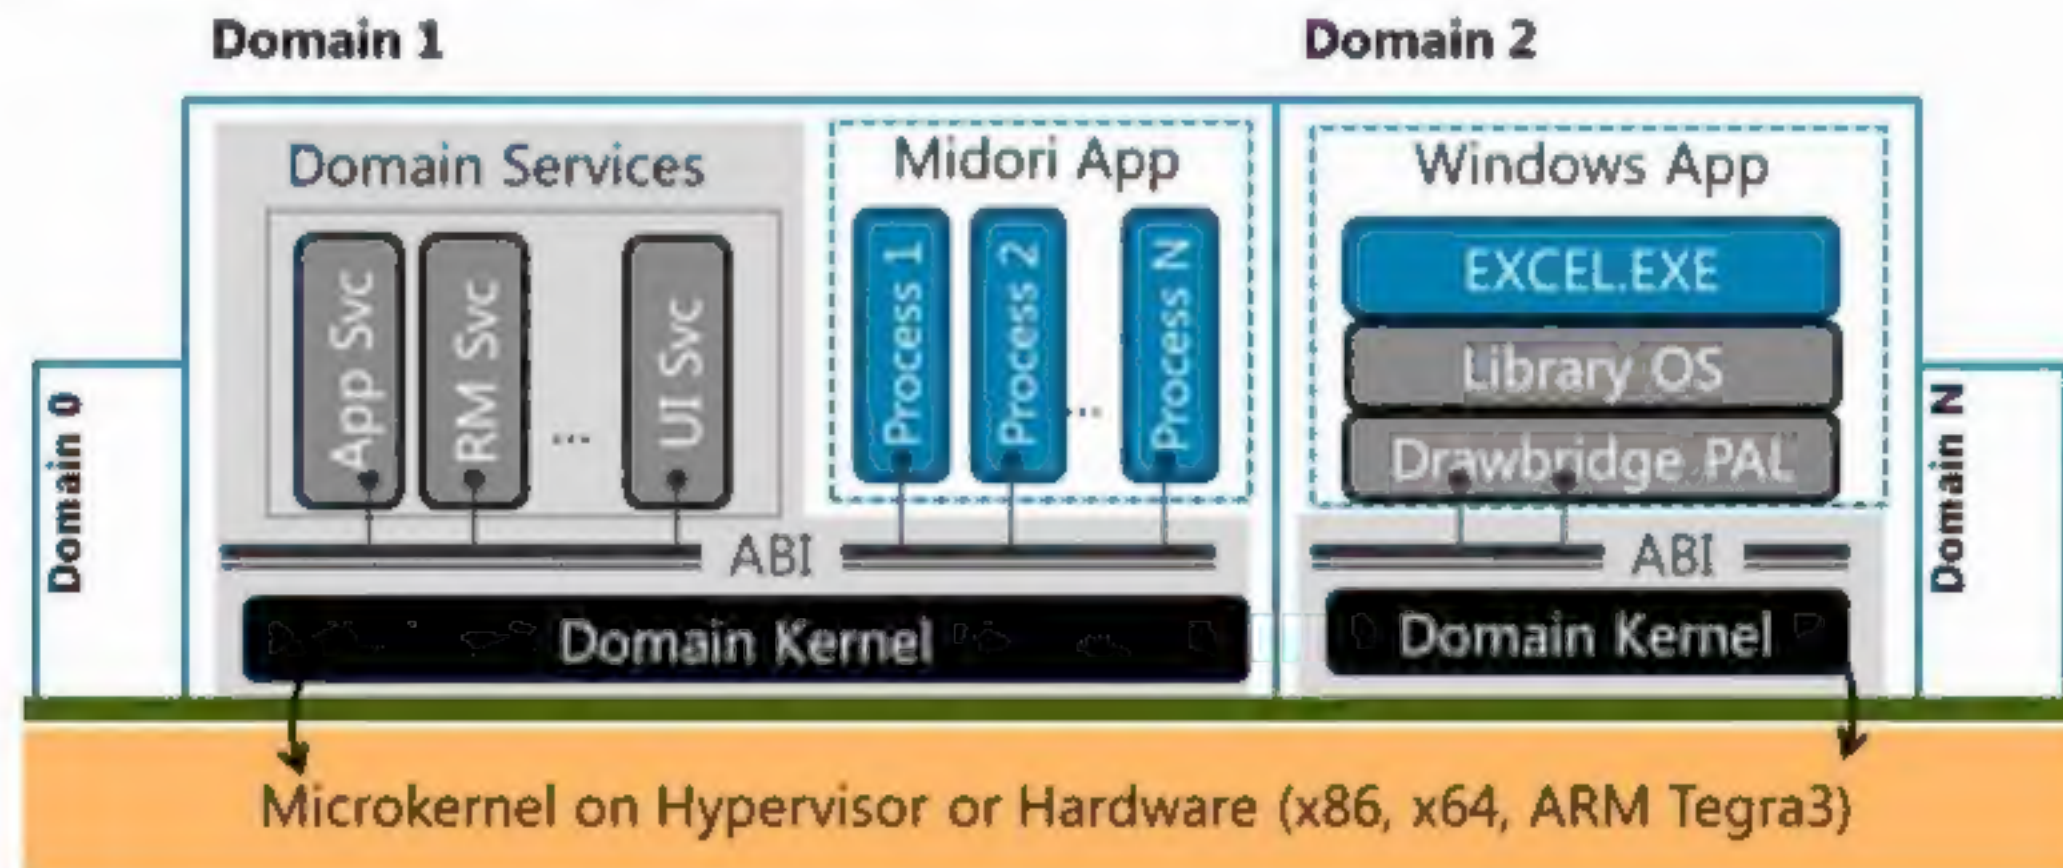 Domain 1
Domain 2
Domain Services
Midori App
Windows App
App Svc
RM Svc
...
UI Svc
Process 1
Process 2
...
Process N
EXCEL.EXE
Library OS
Drawbridge PAL
Domain 0
Domain N
ABI
ABI
Domain Kernel
Domain Kernel
Microkernel on Hypervisor or Hardware (x86, x64, ARM Tegra3)